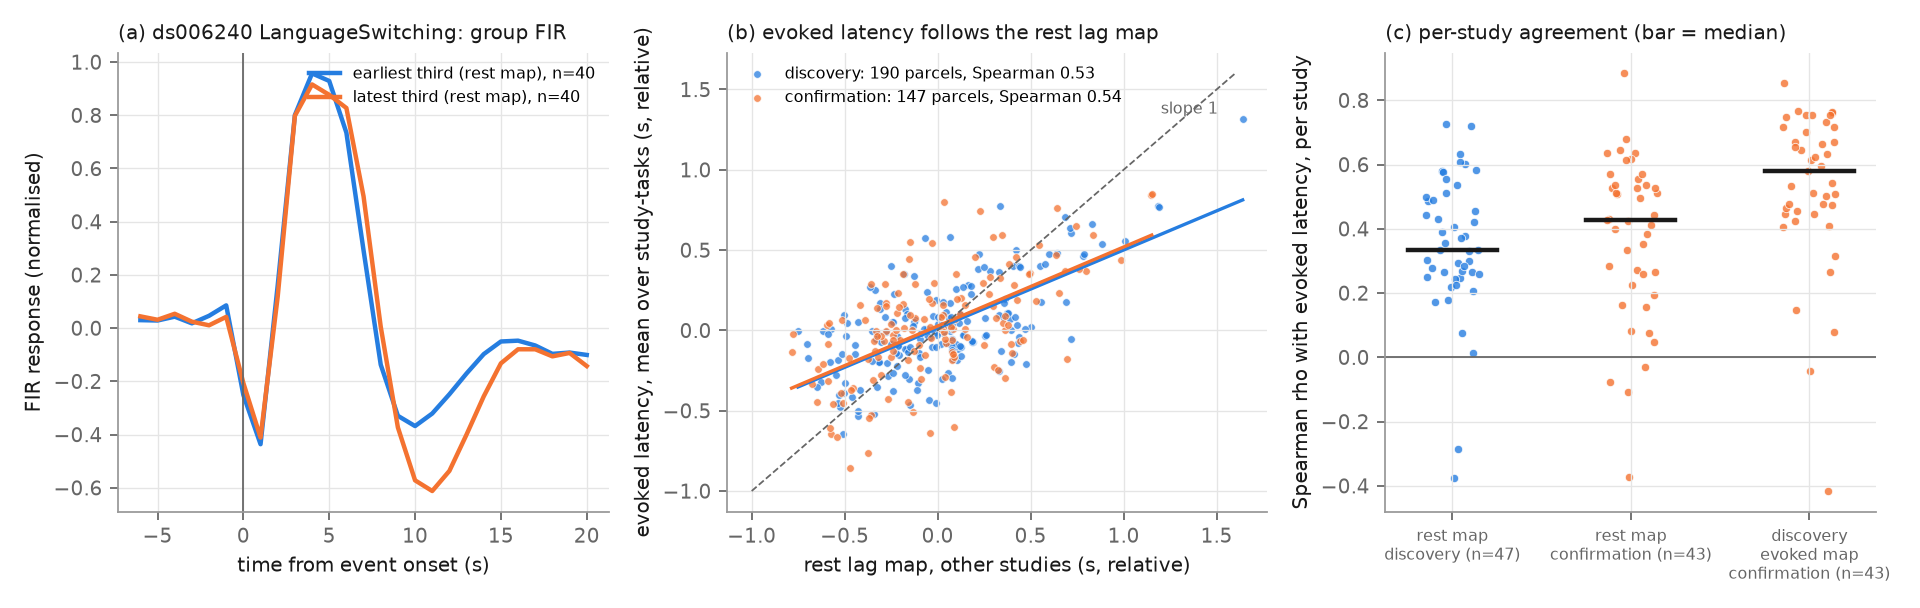 (a) ds006240 LanguageSwitching: group FIR
earliest third (rest map), n=40
latest third (rest map), n=40
FIR response (normalised)
1.0
0.8
0.6
0.4
0.2
0.0
−0.2
−0.4
−0.6
−5
0
5
10
15
20
time from event onset (s)
(b) evoked latency follows the rest lag map
discovery: 190 parcels, Spearman 0.53
confirmation: 147 parcels, Spearman 0.54
slope 1
evoked latency, mean over study-tasks (s, relative)
1.5
1.0
0.5
0.0
−0.5
−1.0
−1.0
−0.5
0.0
0.5
1.0
1.5
rest lag map, other studies (s, relative)
(c) per-study agreement (bar = median)
Spearman rho with evoked latency, per study
0.8
0.6
0.4
0.2
0.0
−0.2
−0.4
rest map
discovery (n=47)
rest map
confirmation (n=43)
discovery
evoked map
confirmation (n=43)